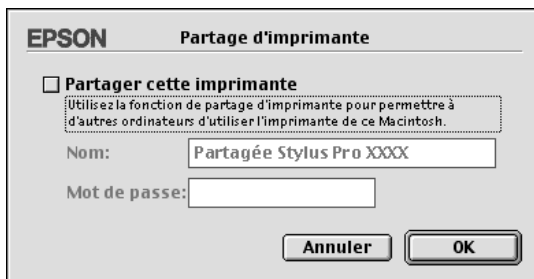 EPSON Partage d'imprimante
Partager cette imprimante
Utilisez la fonction de partage d'imprimante pour permettre à
d'autres ordinateurs d'utiliser l'imprimante de ce Macintosh.
Nom: Partagée Stylus Pro XXXX
Mot de passe:
Annuler OK